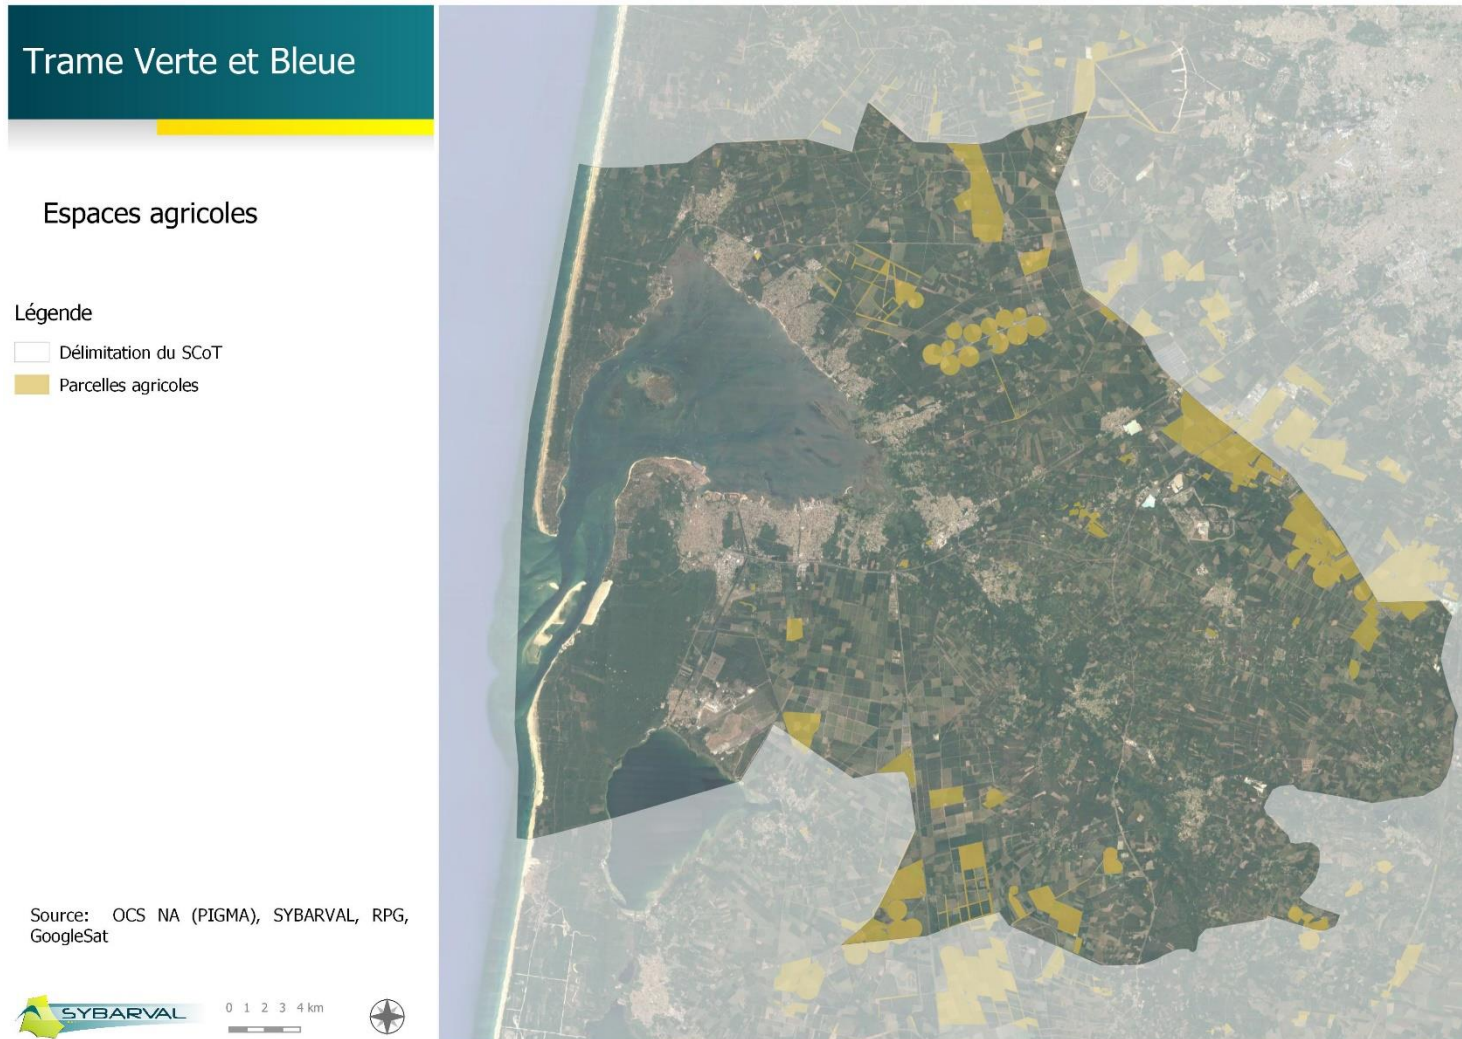 Trame Verte et Bleue
Espaces agricoles
Légende
Délimitation du SCoT
Parcelles agricoles
Source: OCS NA (PIGMA), SYBARVAL, RPG,
GoogleSat
SYBARVAL
0 1 2 3 4 km